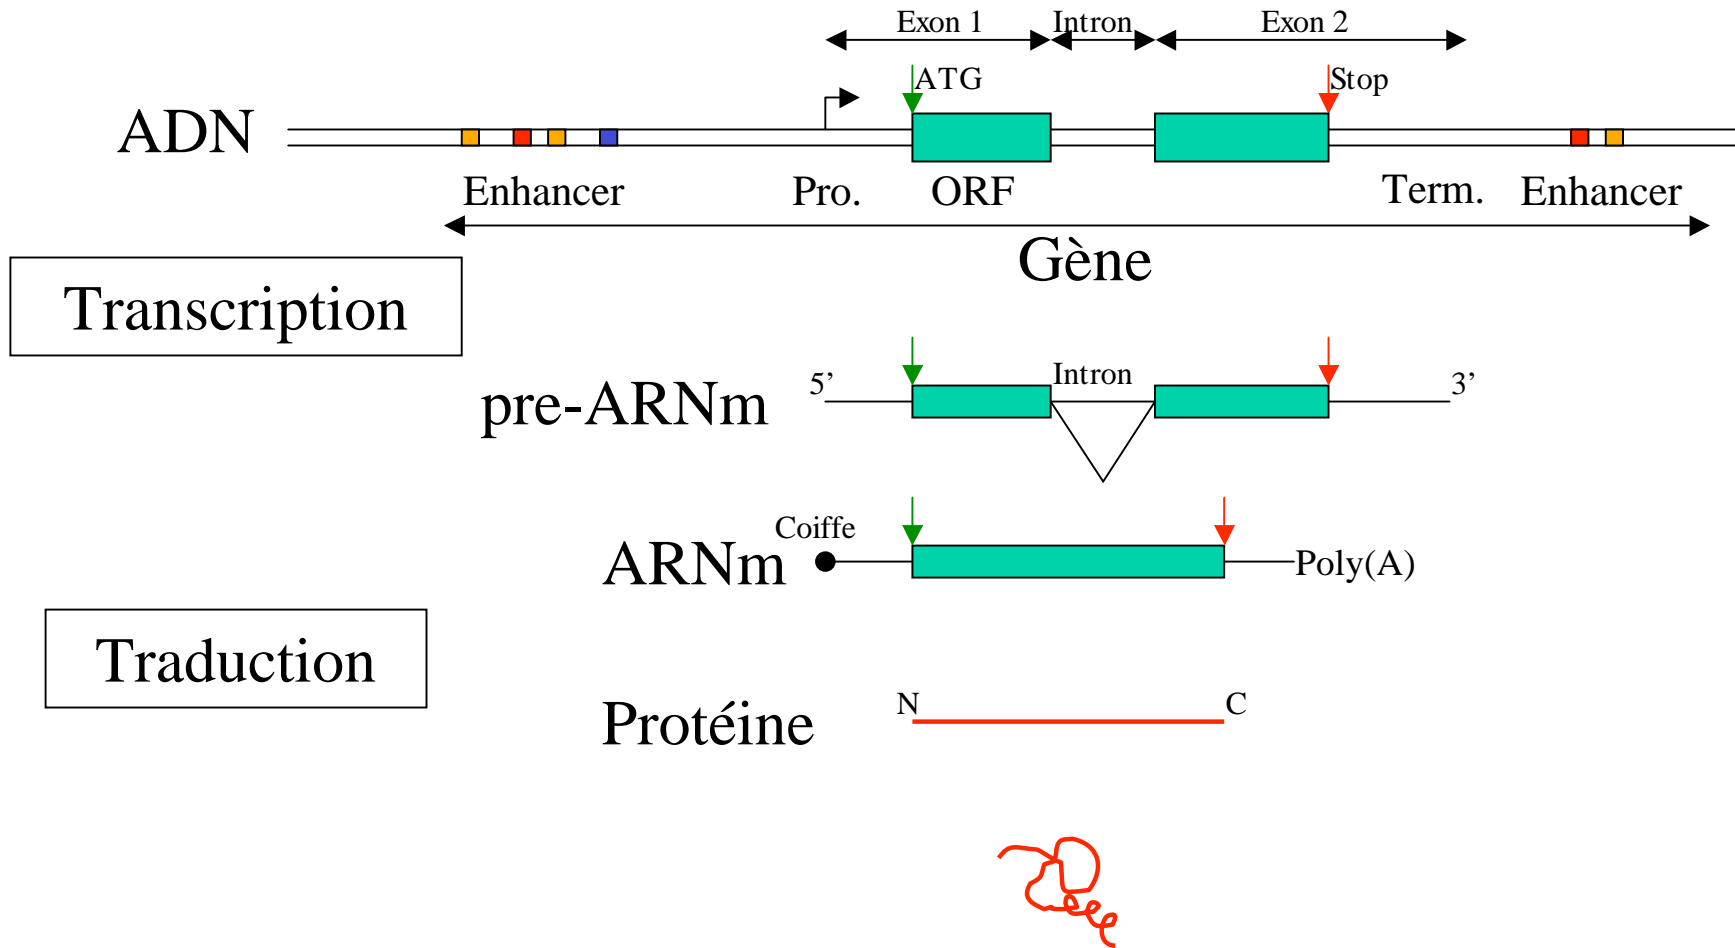 Exon 1 Intron Exon 2
ATG Stop
ADN
Enhancer Pro. ORF Term. Enhancer
Gène
Transcription
5’ Intron 3’
pre-ARNm
Coiffe
ARNm Poly(A)
Traduction
N C
Protéine